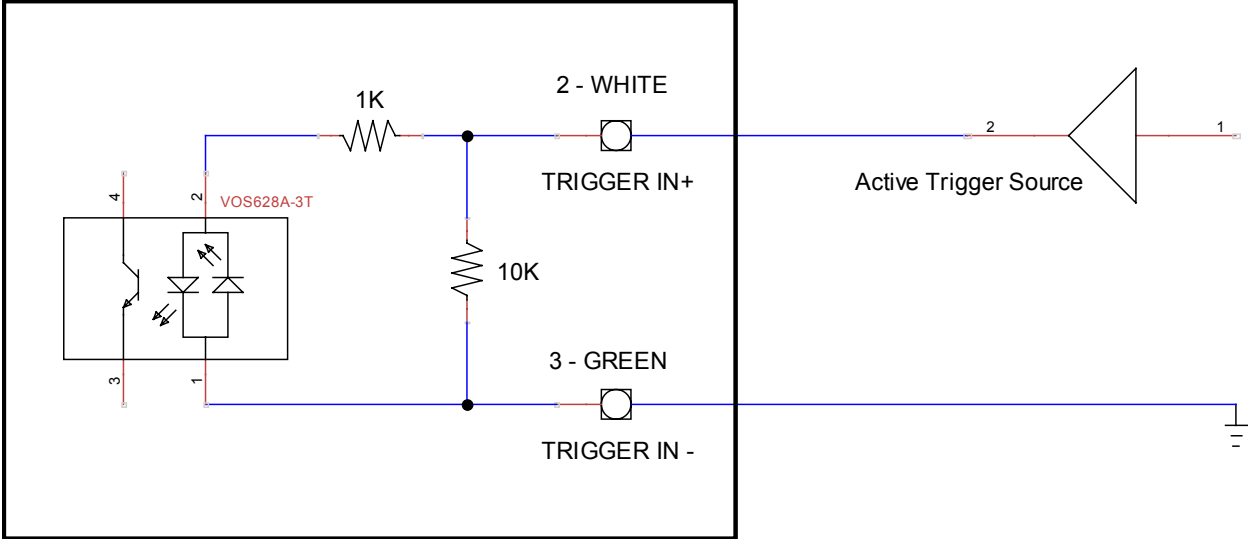 2 - WHITE
1K
2
1
TRIGGER IN+
Active Trigger Source
4
2
VOS628A-3T
10K
3 - GREEN
3
1
TRIGGER IN -